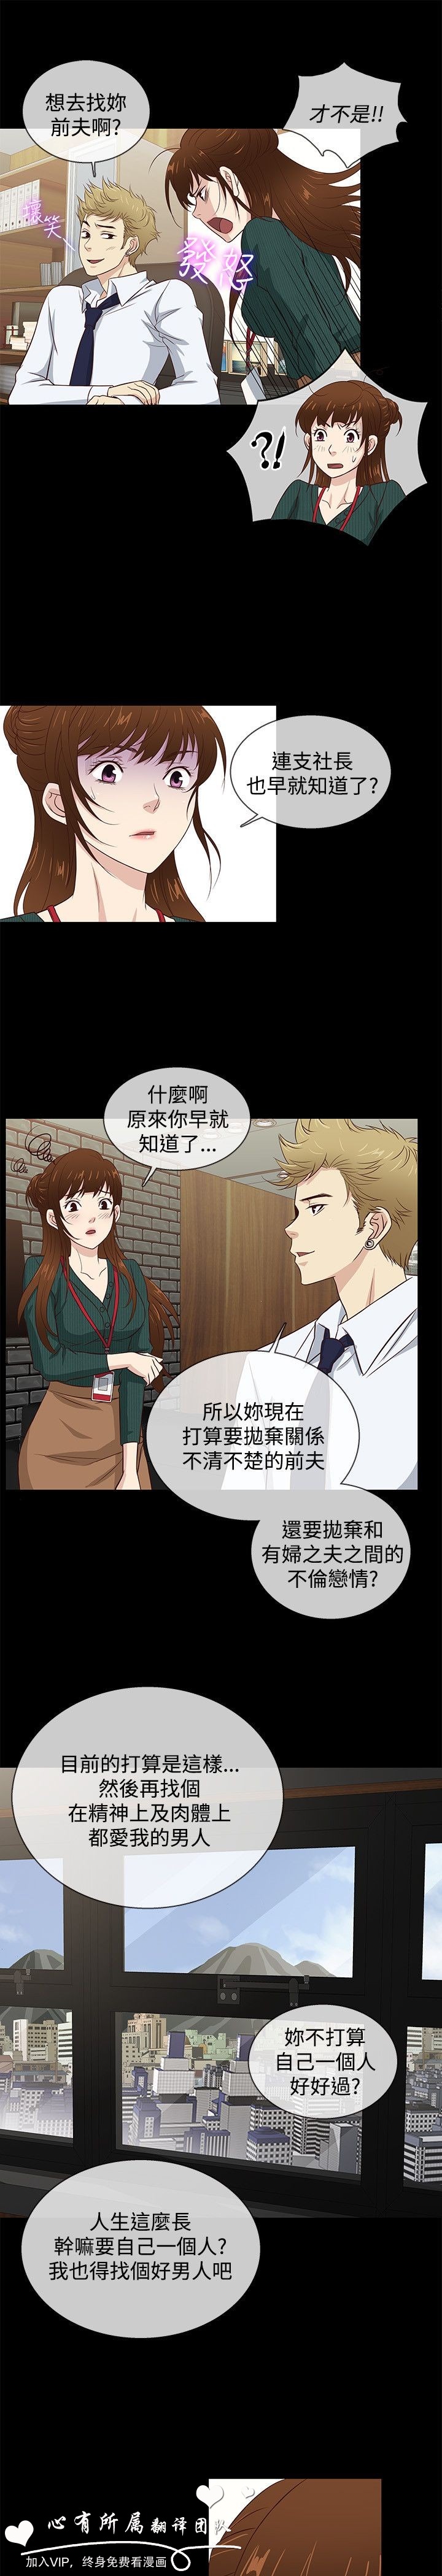 想去找妳
前夫啊?
才不是!!
壞笑
發怒
?!
連支社長
也早就知道了?
什麼啊
原來你早就
知道了...
所以妳現在
打算要拋棄關係
不清不楚的前夫
還要拋棄和
有婦之夫之間的
不倫戀情?
目前的打算是這樣...
然後再找個
在精神上及肉體上
都愛我的男人
妳不打算
自己一個人
好好過?
人生這麼長
幹嘛要自己一個人?
我也得找個好男人吧
心有所属翻译团队
加入VIP，终身免费看漫画